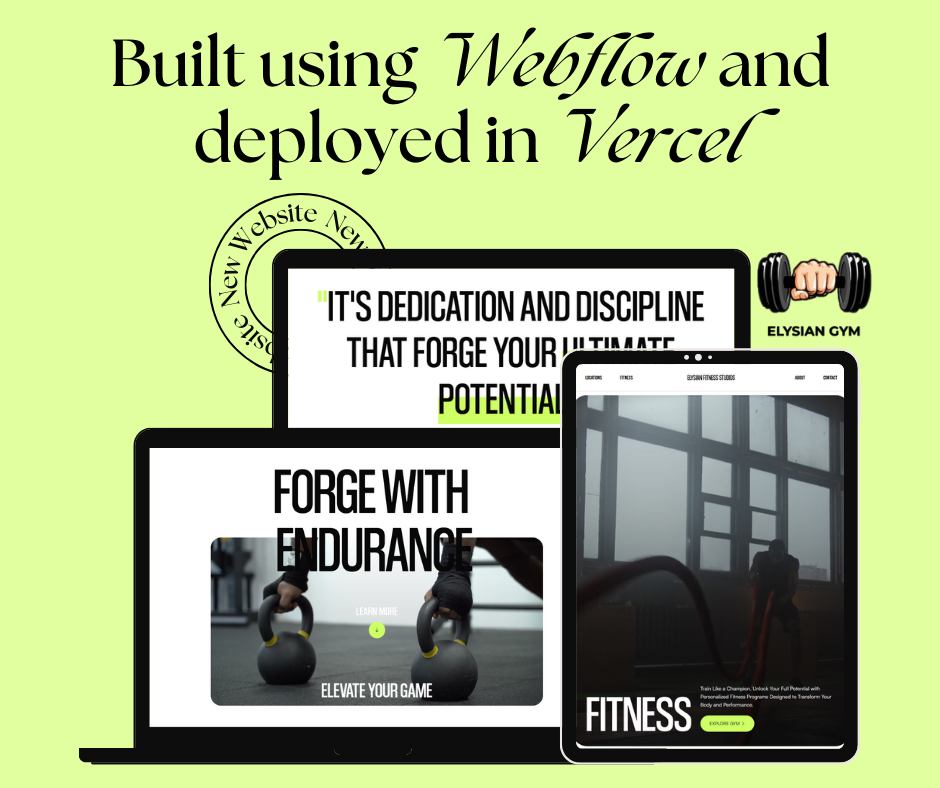 Built using Webflow and
deployed in Vercel
New Website New
bsite
ELYSIAN GYM
"IT'S DEDICATION AND DISCIPLINE
THAT FORGE YOUR ULTIMATE
POTENTIAL
LOCATIONS FITNESS ELYSIAN FITNESS STUDIOS ABOUT CONTACT
FORGE WITH
ENDURANCE
LEARN MORE
ELEVATE YOUR GAME
FITNESS
Train Like a Champion, Unlock Your Full Potential with
Personalized Fitness Programs Designed to Transform Your
Body and Performance.
EXPLORE GYM